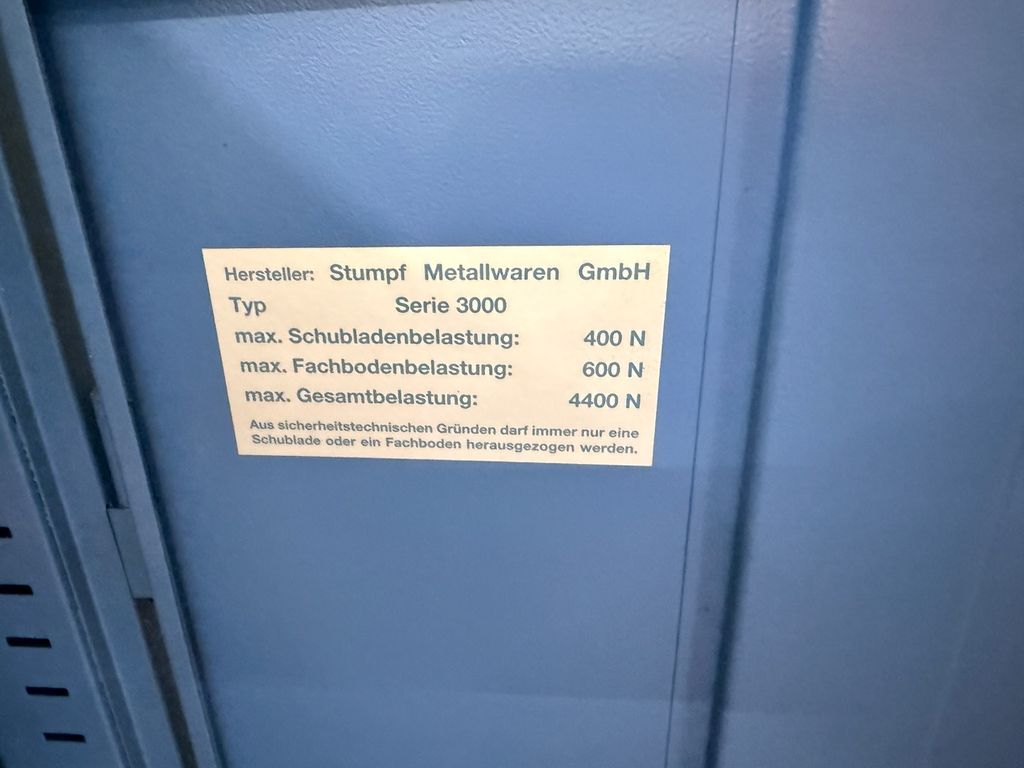 Hersteller: Stumpf Metallwaren GmbH
Typ Serie 3000
max. Schubladenbelastung: 400 N
max. Fachbodenbelastung: 600 N
max. Gesamtbelastung: 4400 N
Aus sicherheitstechnischen Gründen darf immer nur eine
Schublade oder ein Fachboden herausgezogen werden.